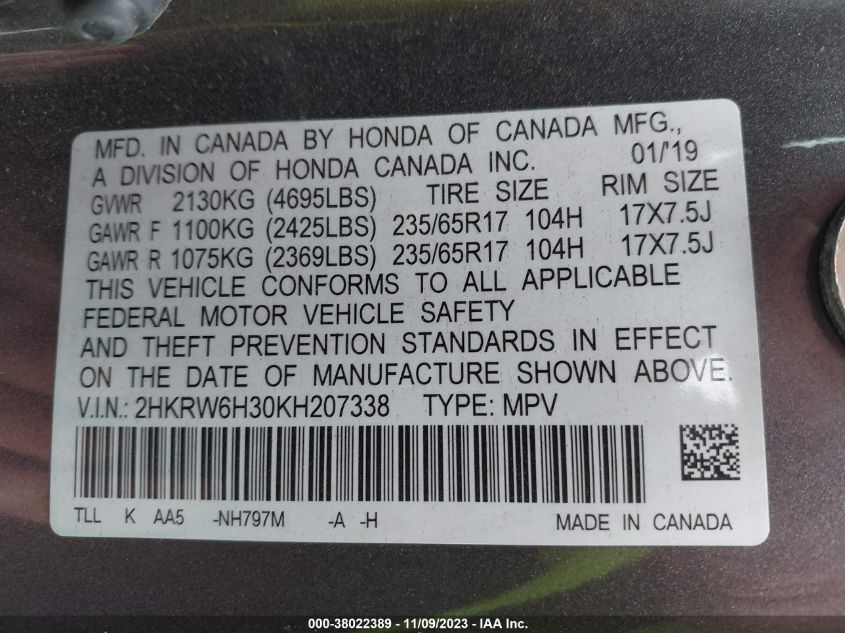 MFD. IN CANADA BY HONDA OF CANADA MFG.,
A DIVISION OF HONDA CANADA INC. 01/'19
GVWR 2130KG (4695LBS) TIRE SIZE RIM SIZE
GAWR F 1100KG (2425LBS) 235/65R17 104H 17X7.5J
GAWR R 1075KG (2369LBS) 235/65R17 104H 17X7.5J
THIS VEHICLE CONFORMS TO ALL APPLICABLE
FEDERAL MOTOR VEHICLE SAFETY
AND THEFT PREVENTION STANDARDS IN EFFECT
ON THE DATE OF MANUFACTURE SHOWN ABOVE.
V.I.N.: 2HKRW6H30KH207338 TYPE: MPV
TLL K AA5 -NH797M -A -H MADE IN CANADA
000-38022389 - 11/09/2023 - IAA Inc.